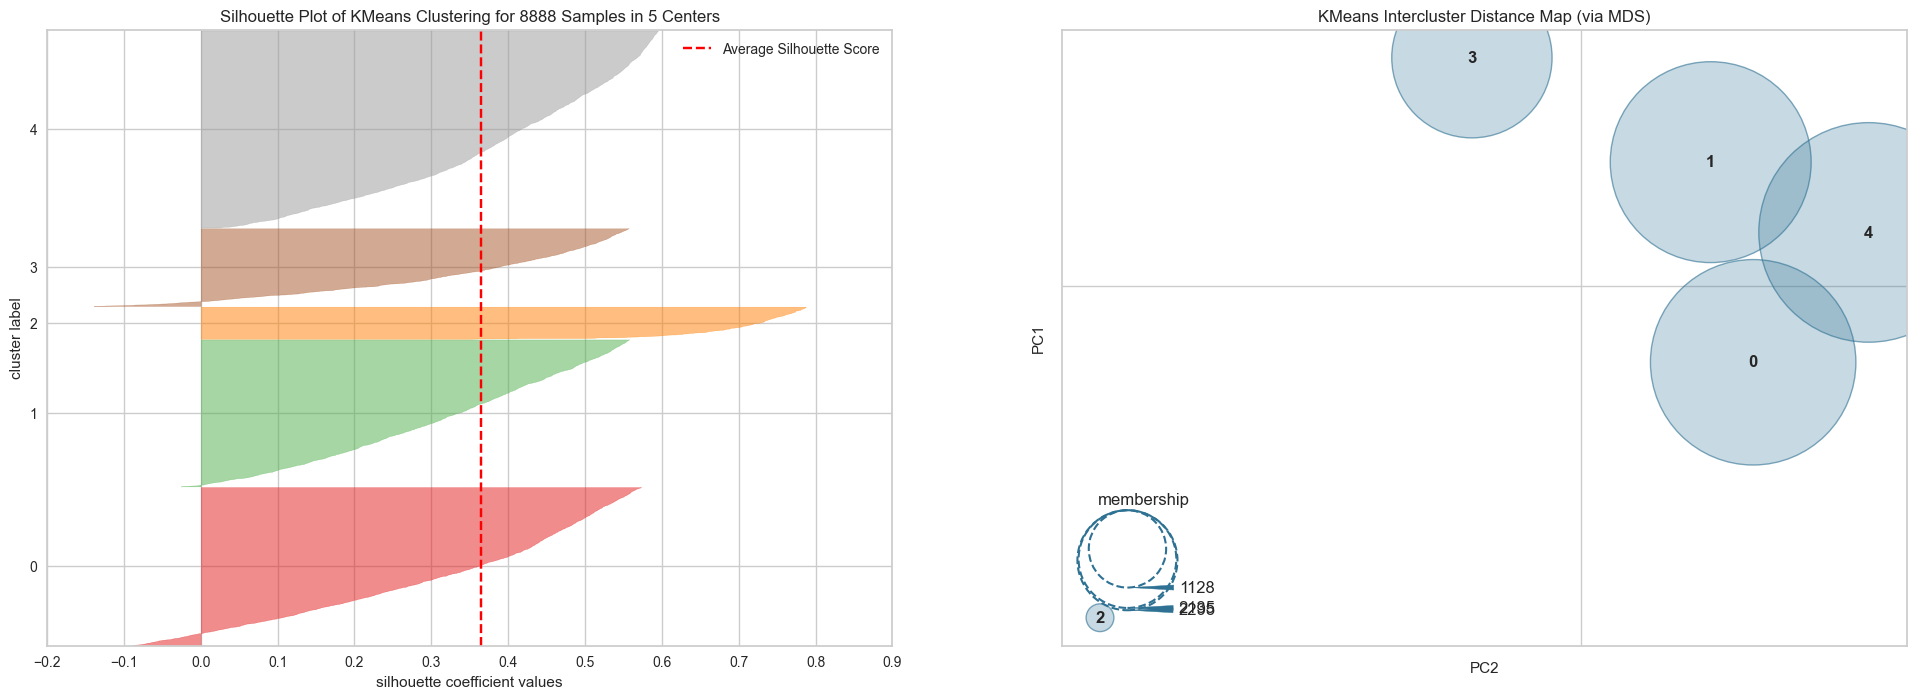 Silhouette Plot of KMeans Clustering for 8888 Samples in 5 Centers
Average Silhouette Score
4
3
2
1
0
cluster label
−0.2 −0.1 0.0 0.1 0.2 0.3 0.4 0.5 0.6 0.7 0.8 0.9
silhouette coefficient values
KMeans Intercluster Distance Map (via MDS)
3
1
4
0
PC1
membership
1128
2
PC2